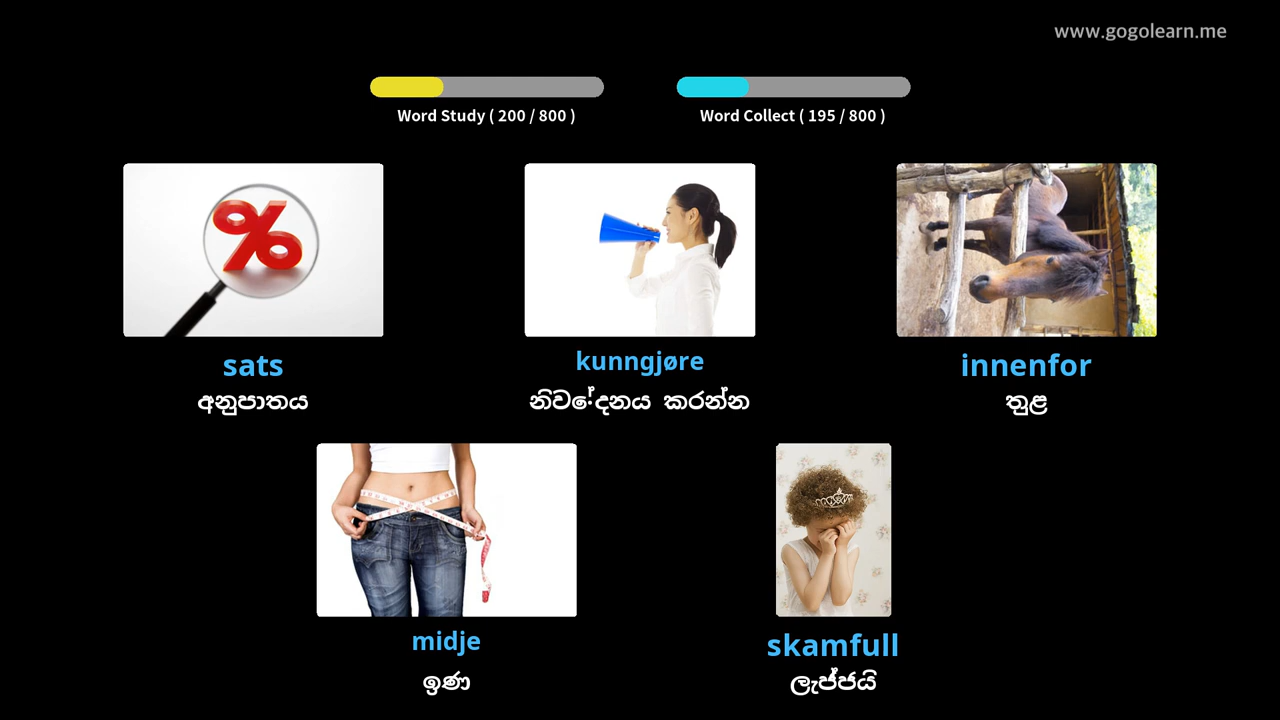 www.gogolearn.me
Word Study ( 200 / 800 )
Word Collect ( 195 / 800 )
%
sats
අනුපාතය
kunngjøre
නිවේදනය කරන්න
innenfor
තුළ
midje
ඉණ
skamfull
ලැජ්ජයි